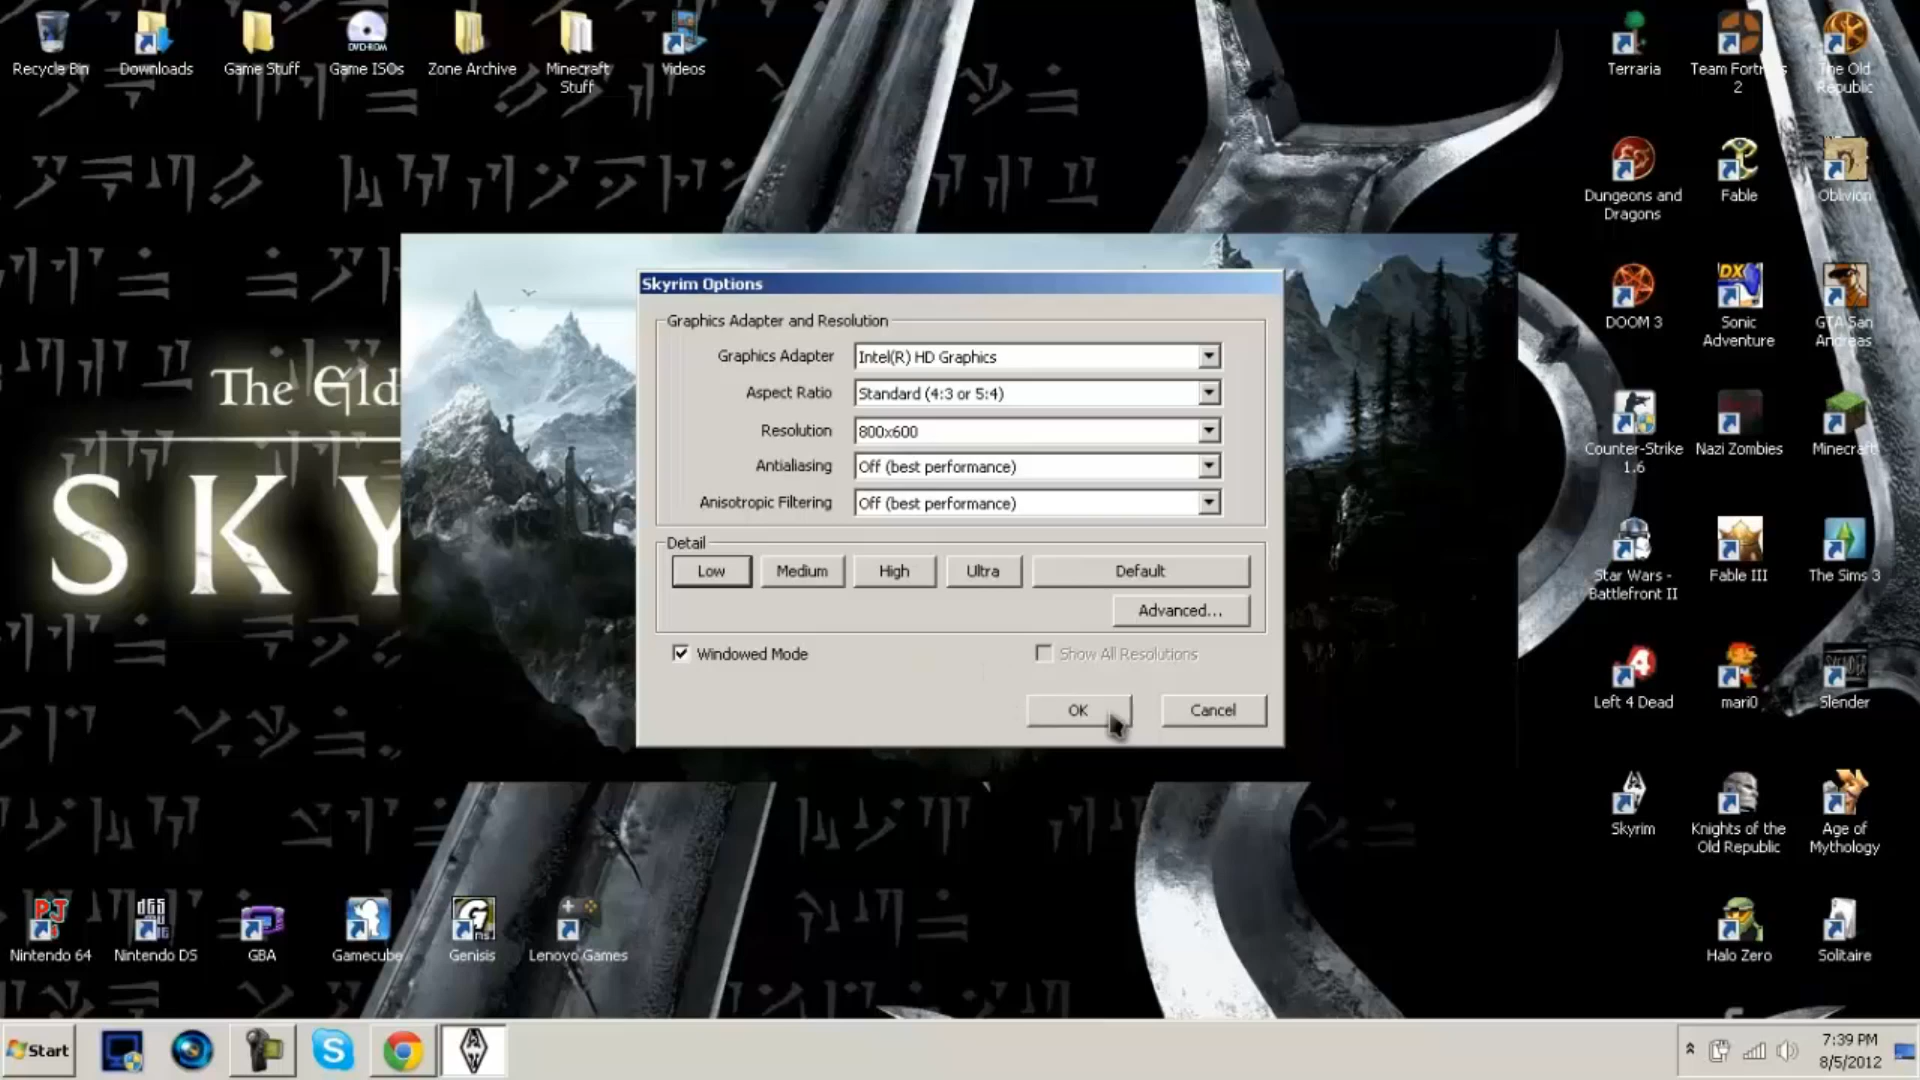 Recycle Bin
Downloads
Game Stuff
Game ISOs
Zone Archive
Minecraft
Stuff
Videos
Terraria
Team Fortress
2
The Old
Republic
DVD-ROM
Dungeons and
Dragons
Fable
Oblivion
DOOM 3
Sonic
Adventure
GTA San
Andreas
DX
Counter-Strike
1.6
Nazi Zombies
Minecraft
Star Wars -
Battlefront II
Fable III
The Sims 3
Left 4 Dead
mari0
Slender
SLENDER
Skyrim
Knights of the
Old Republic
Age of
Mythology
Halo Zero
Solitaire
The Eld
SKY
Skyrim Options
Graphics Adapter and Resolution
Graphics Adapter
Intel(R) HD Graphics
Aspect Ratio
Standard (4:3 or 5:4)
Resolution
800x600
Antialiasing
Off (best performance)
Anisotropic Filtering
Off (best performance)
Detail
Low
Medium
High
Ultra
Default
Advanced...
Windowed Mode
Show All Resolutions
OK
Cancel
Nintendo 64
Nintendo DS
GBA
Gamecube
Genisis
Lenovo Games
Start
7:39 PM
8/5/2012